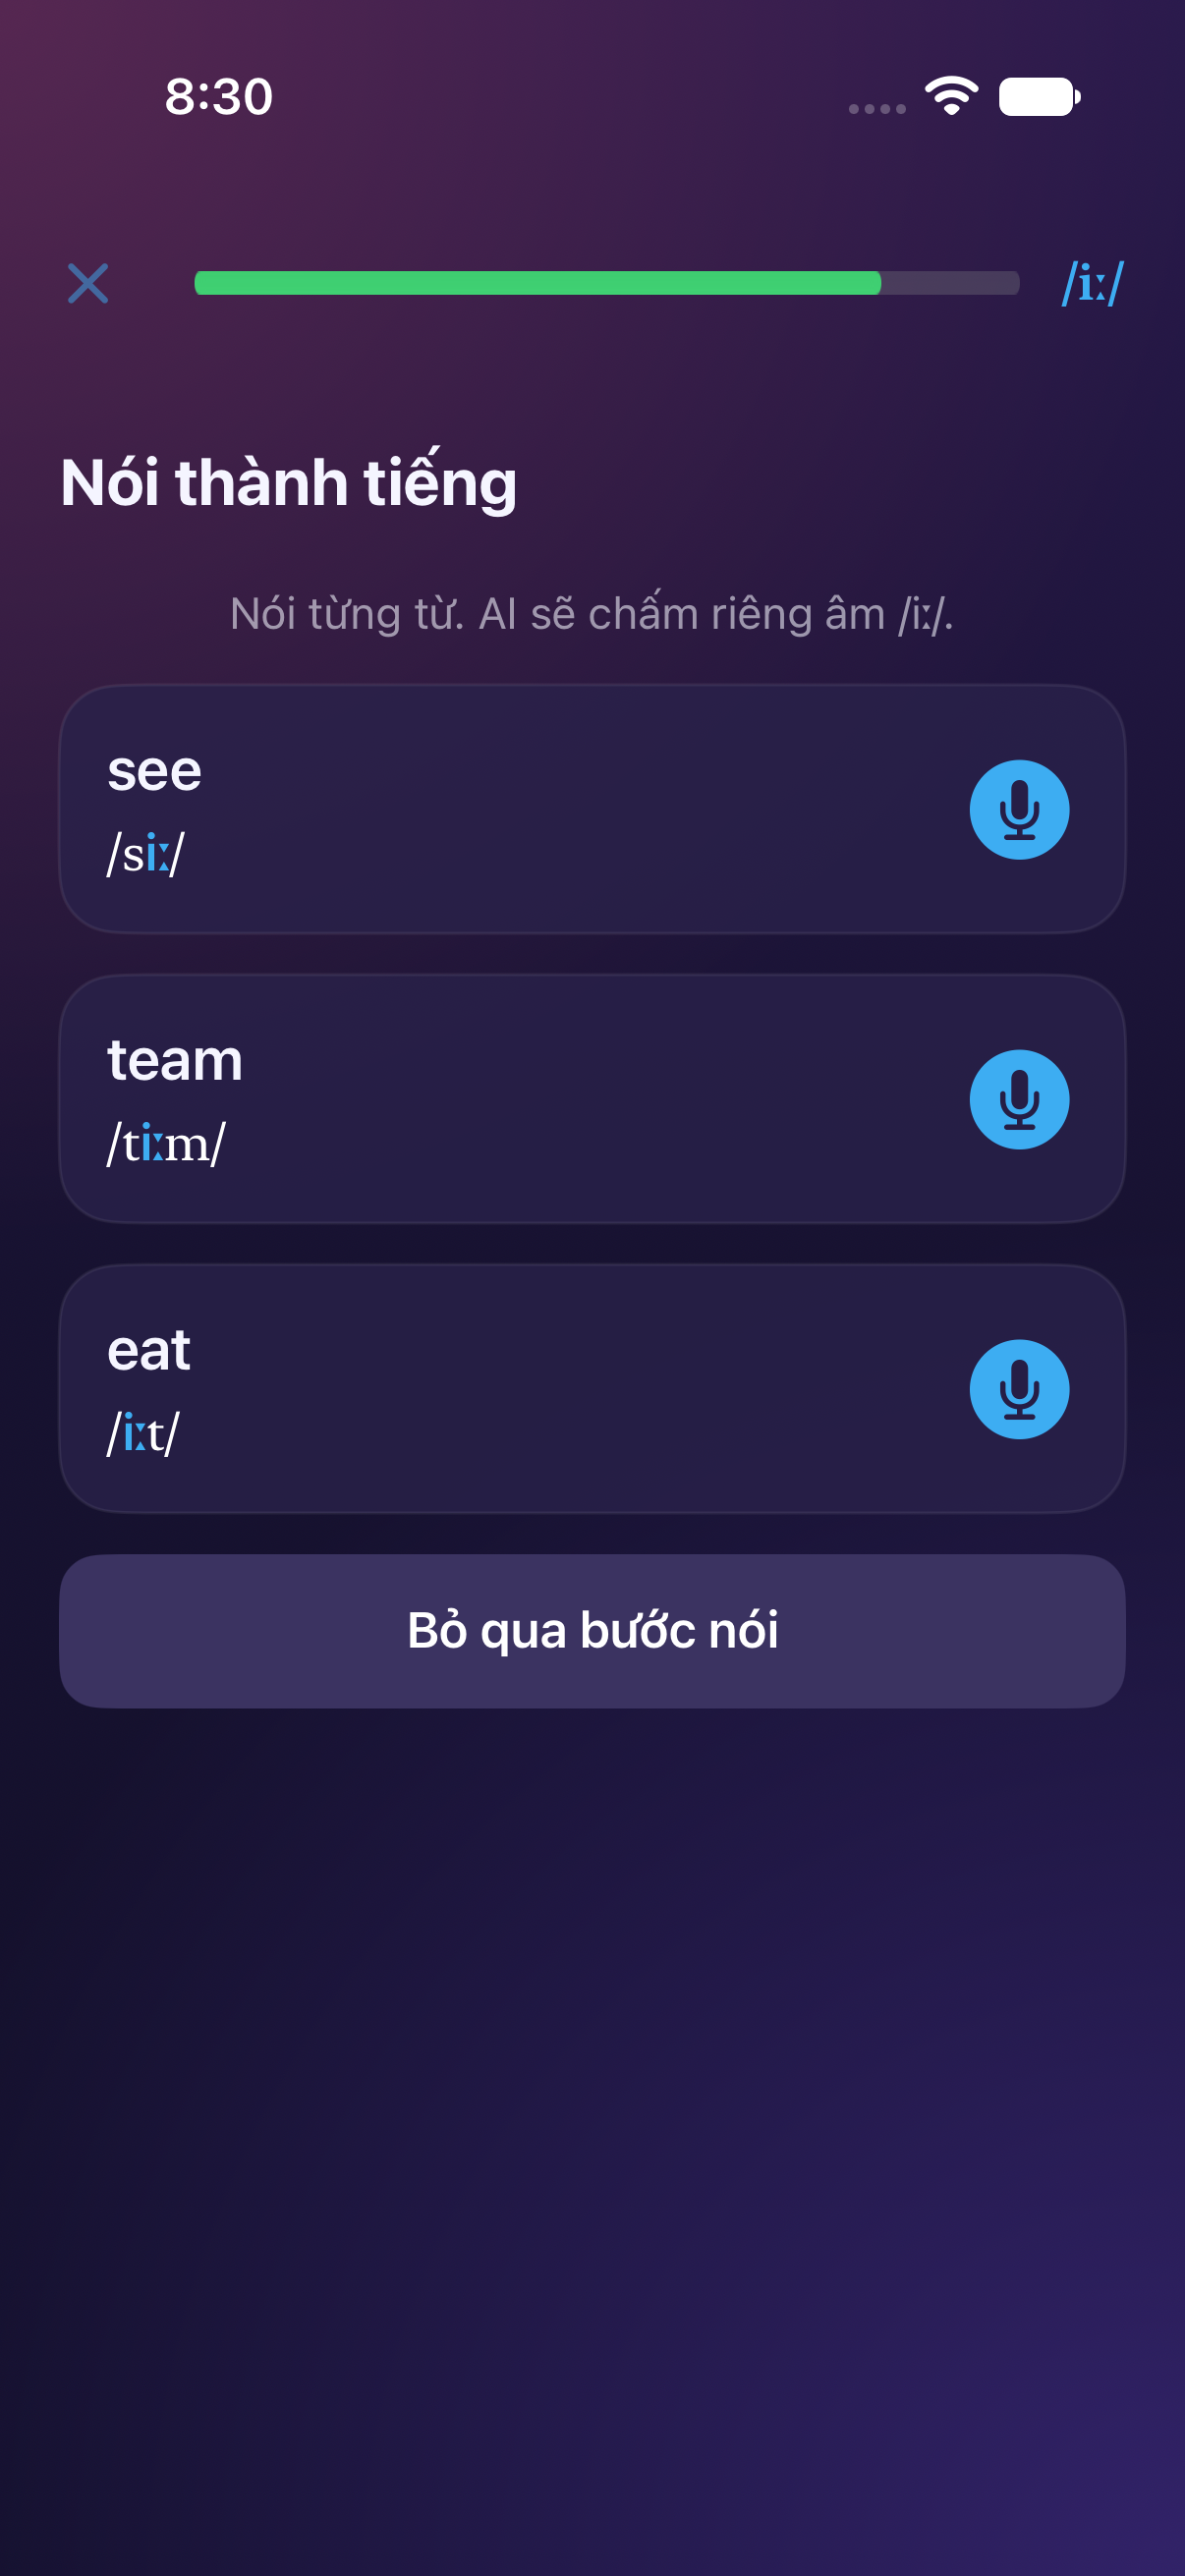 8:30
/iː/
Nói thành tiếng
Nói từng từ. AI sẽ chấm riêng âm /iː/.
see
/siː/
team
/tiːm/
eat
/iːt/
Bỏ qua bước nói